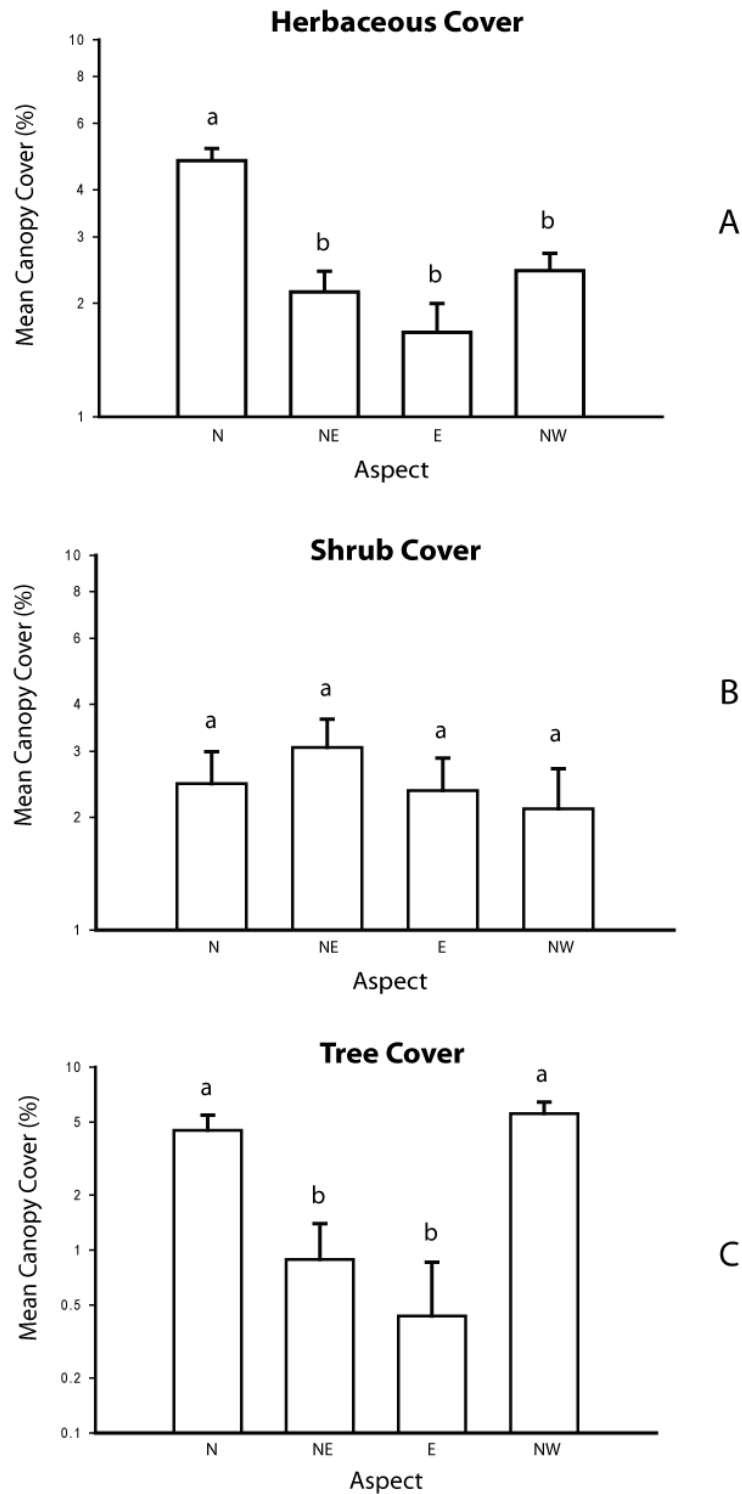 Herbaceous Cover
Mean Canopy Cover (%)
10
8
6
4
3
2
1
a
b
b
b
N NE E NW
Aspect
A
Shrub Cover
Mean Canopy Cover (%)
10
8
6
4
3
2
1
a
a
a
a
N NE E NW
Aspect
B
Tree Cover
Mean Canopy Cover (%)
10
5
2
1
0.5
0.2
0.1
a
b
b
a
N NE E NW
Aspect
C